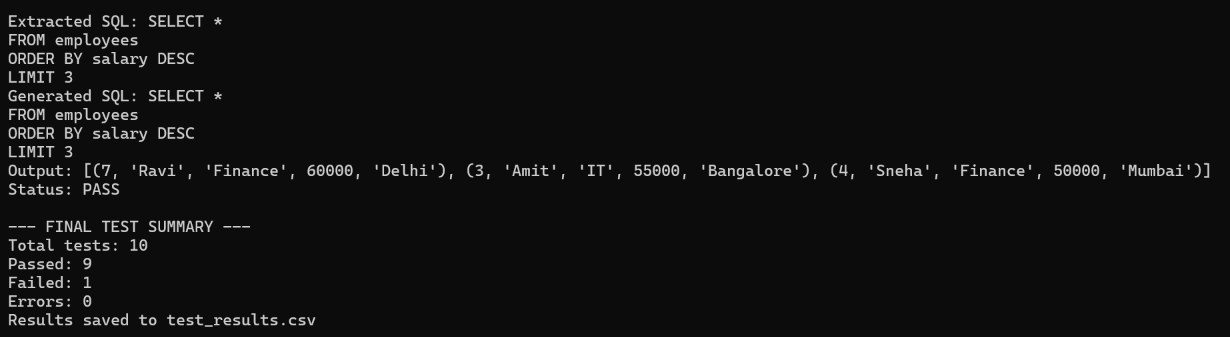 Extracted SQL: SELECT *
FROM employees
ORDER BY salary DESC
LIMIT 3
Generated SQL: SELECT *
FROM employees
ORDER BY salary DESC
LIMIT 3
Output: [(7, 'Ravi', 'Finance', 60000, 'Delhi'), (3, 'Amit', 'IT', 55000, 'Bangalore'), (4, 'Sneha', 'Finance', 50000, 'Mumbai')]
Status: PASS
--- FINAL TEST SUMMARY ---
Total tests: 10
Passed: 9
Failed: 1
Errors: 0
Results saved to test_results.csv